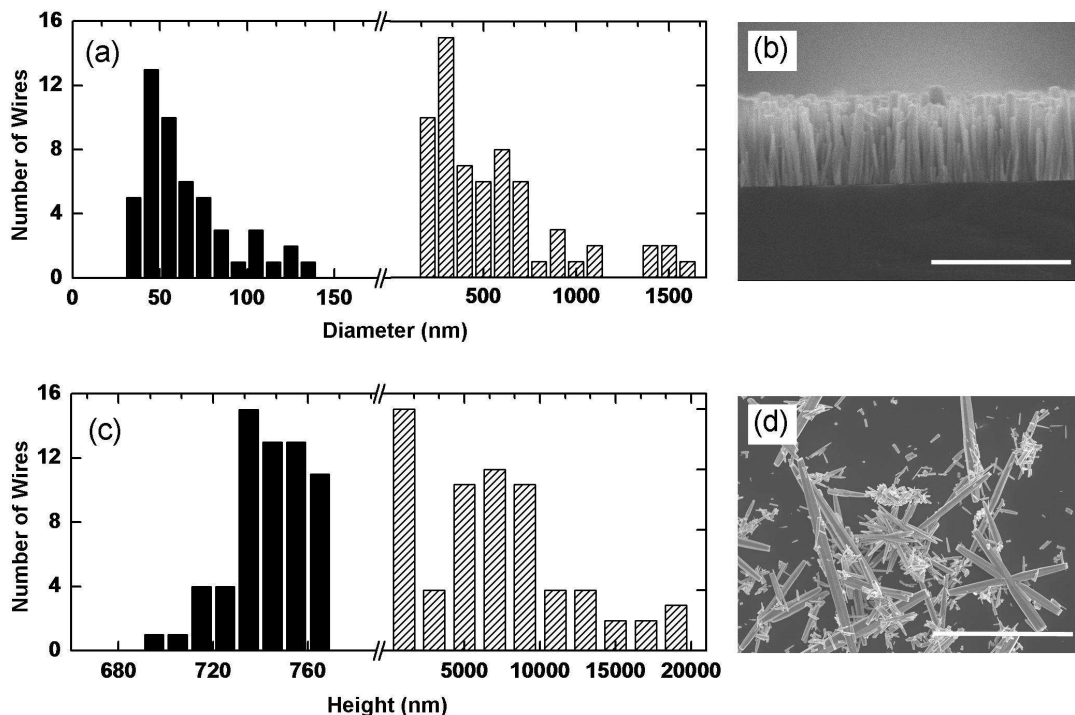 (a)
Number of Wires
16
12
8
4
0
0 50 100 150 500 1000 1500
Diameter (nm)
(b)
(c)
Number of Wires
16
12
8
4
0
680 720 760 5000 10000 15000 20000
Height (nm)
(d)